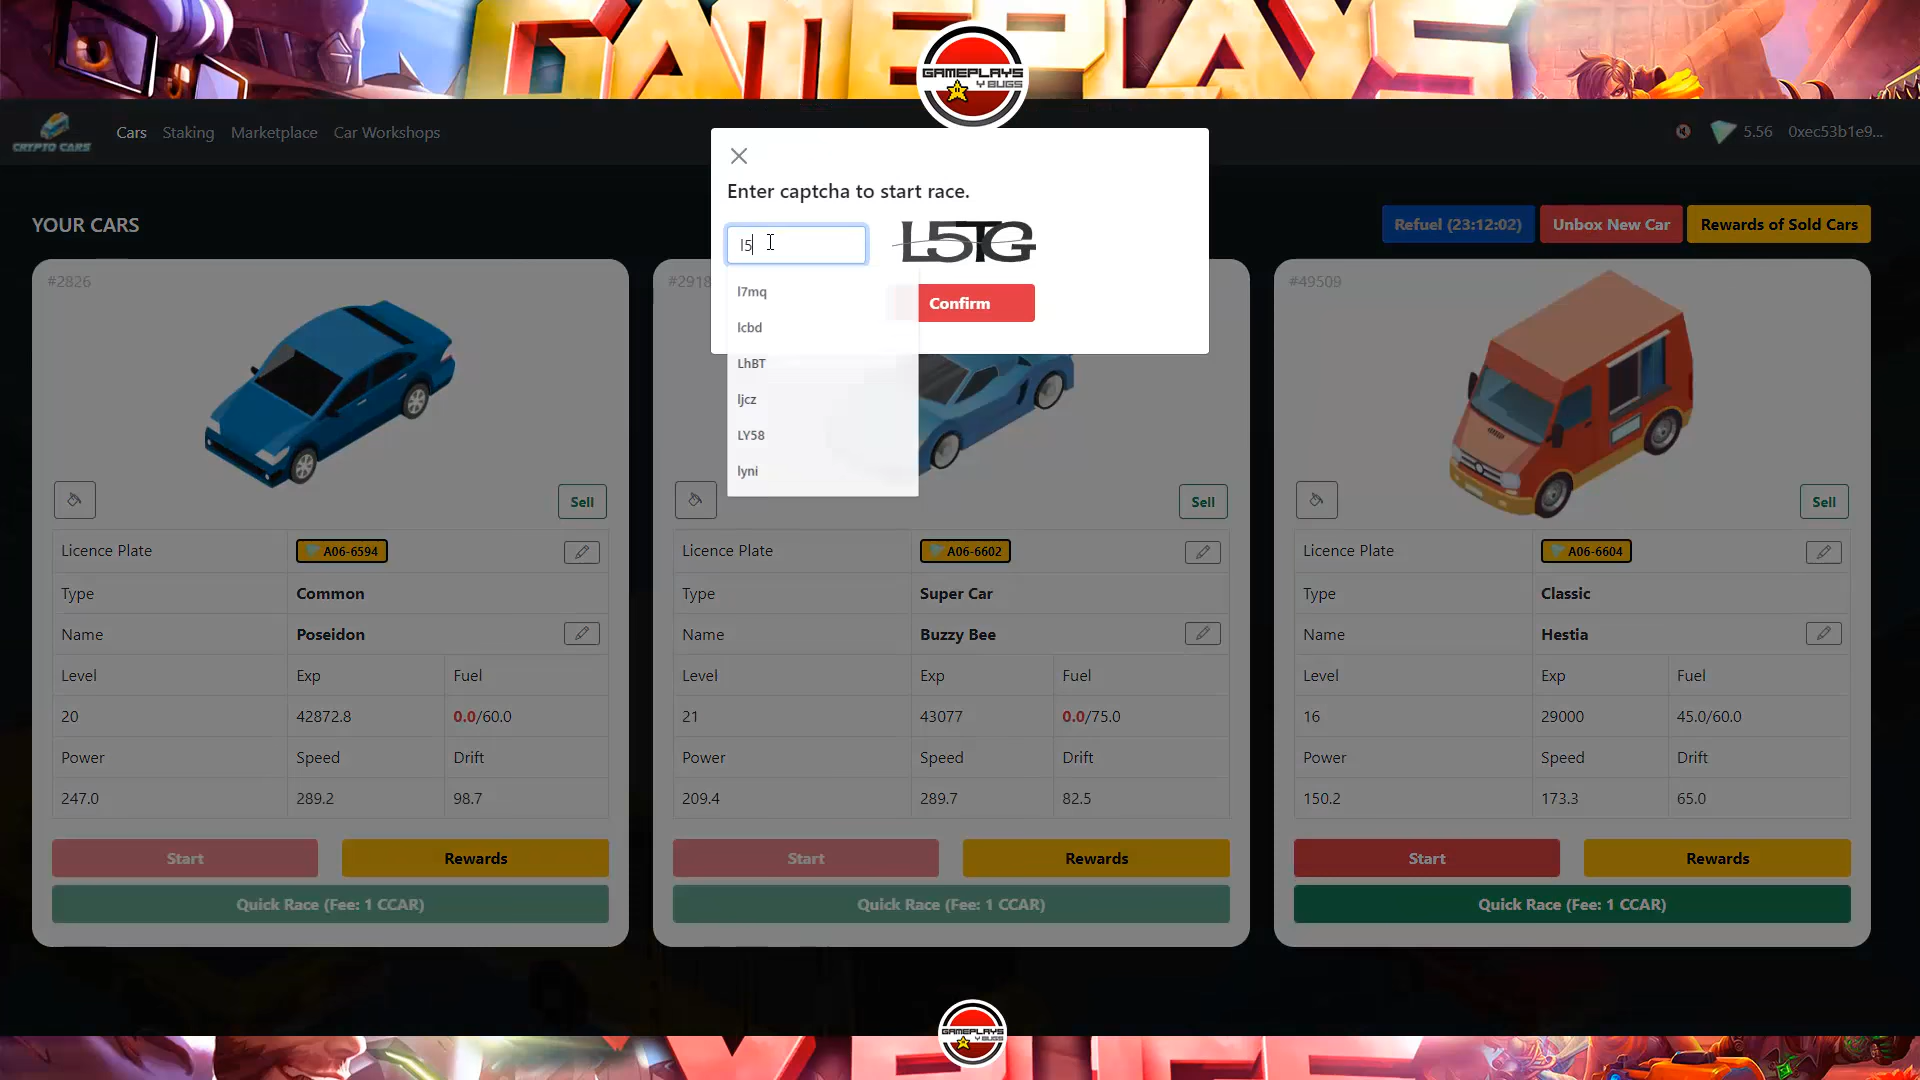 GAMEPLAYS
GAMEPLAYS
Y BUGS
CRYPTO CARS
Cars
Staking
Marketplace
Car Workshops
5.56
0xec53b1e9...
Enter captcha to start race.
l5
L5TG
Confirm
l7mq
lcbd
LhBT
ljcz
LY58
lyni
YOUR CARS
Refuel (23:12:02)
Unbox New Car
Rewards of Sold Cars
#2826
Sell
Licence Plate
A06-6594
Type
Common
Name
Poseidon
Level
Exp
Fuel
20
42872.8
0.0/60.0
Power
Speed
Drift
247.0
289.2
98.7
Start
Rewards
Quick Race (Fee: 1 CCAR)
#2918
Sell
Licence Plate
A06-6602
Type
Super Car
Name
Buzzy Bee
Level
Exp
Fuel
21
43077
0.0/75.0
Power
Speed
Drift
209.4
289.7
82.5
Start
Rewards
Quick Race (Fee: 1 CCAR)
#49509
Sell
Licence Plate
A06-6604
Type
Classic
Name
Hestia
Level
Exp
Fuel
16
29000
45.0/60.0
Power
Speed
Drift
150.2
173.3
65.0
Start
Rewards
Quick Race (Fee: 1 CCAR)
GAMEPLAYS
Y BUGS